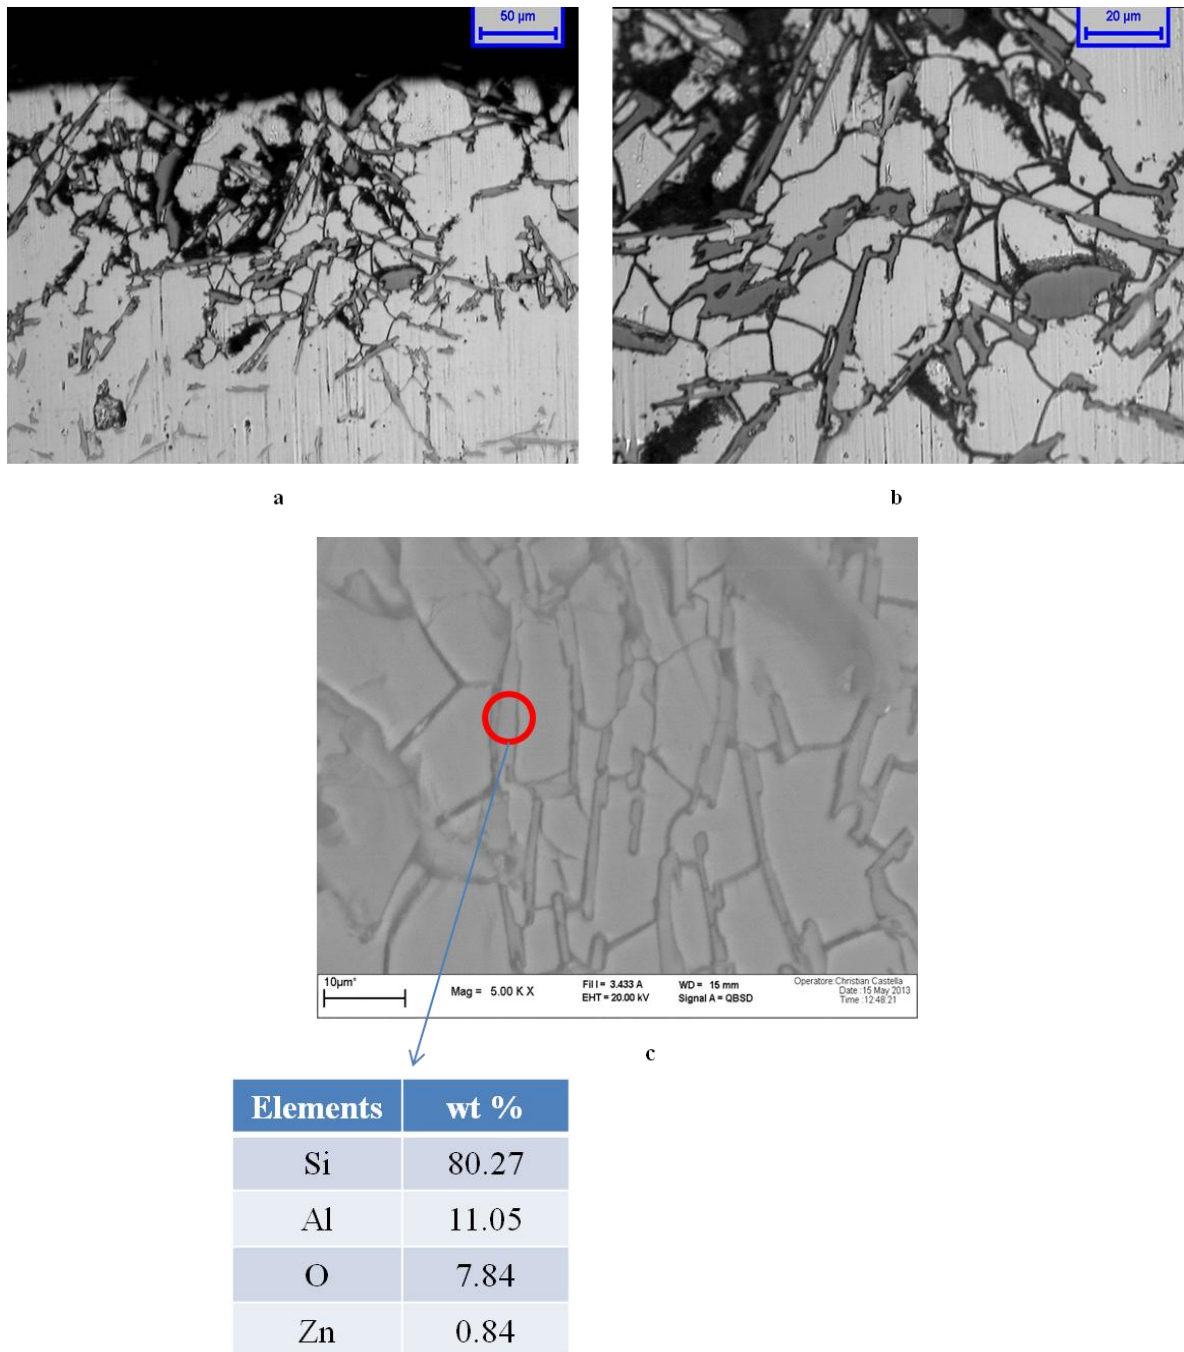 50 µm
20 µm
a
b
10µm*
Mag = 5.00 K X
Fil I = 3.433 A
EHT = 20.00 kV
WD = 15 mm
Signal A = QBSD
Operatore:Christian Castella
Date :15 May 2013
Time :12:48:21
c
Elements wt %
Si 80.27
Al 11.05
O 7.84
Zn 0.84